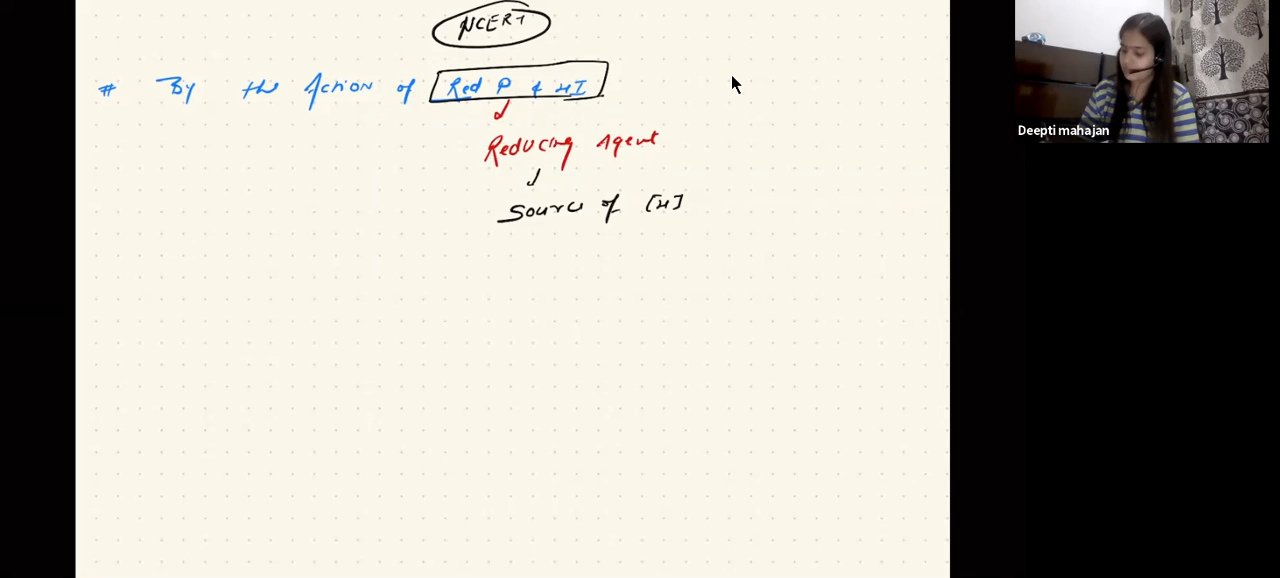 NCERT
# By the Action of Red P & HI
Reducing Agent
Source of [H]
Deepti mahajan